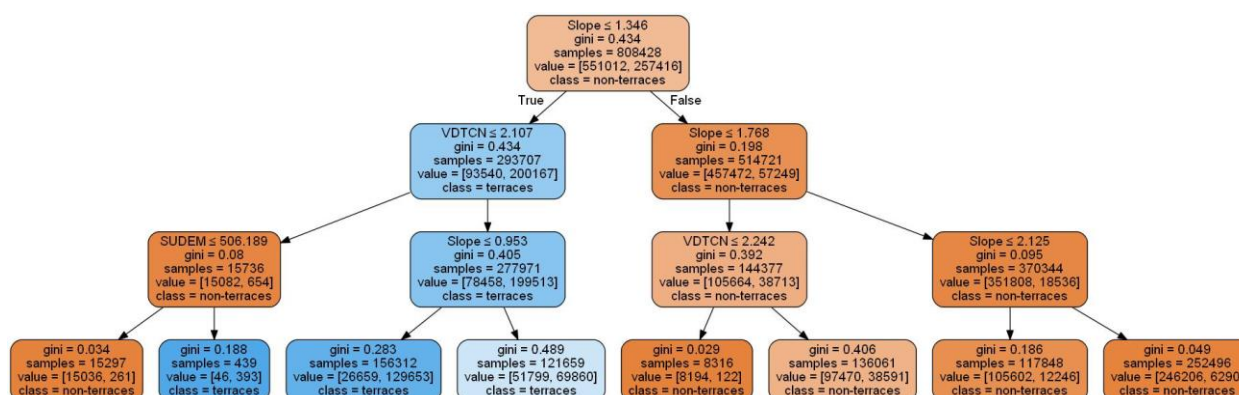 Slope ≤ 1.346
gini = 0.434
samples = 808428
value = [551012, 257416]
class = non-terraces
True
False
VDTCN ≤ 2.107
gini = 0.434
samples = 293707
value = [93540, 200167]
class = terraces
Slope ≤ 1.768
gini = 0.198
samples = 514721
value = [457472, 57249]
class = non-terraces
SUDEM ≤ 506.189
gini = 0.08
samples = 15736
value = [15082, 654]
class = non-terraces
Slope ≤ 0.953
gini = 0.405
samples = 277971
value = [78458, 199513]
class = terraces
VDTCN ≤ 2.242
gini = 0.392
samples = 144377
value = [105664, 38713]
class = non-terraces
Slope ≤ 2.125
gini = 0.095
samples = 370344
value = [351808, 18536]
class = non-terraces
gini = 0.034
samples = 15297
value = [15036, 261]
class = non-terraces
gini = 0.188
samples = 439
value = [46, 393]
class = terraces
gini = 0.283
samples = 156312
value = [26659, 129653]
class = terraces
gini = 0.489
samples = 121659
value = [51799, 69860]
class = terraces
gini = 0.029
samples = 8316
value = [8194, 122]
class = non-terraces
gini = 0.406
samples = 136061
value = [97470, 38591]
class = non-terraces
gini = 0.186
samples = 117848
value = [105602, 12246]
class = non-terraces
gini = 0.049
samples = 252496
value = [246206, 6290]
class = non-terraces